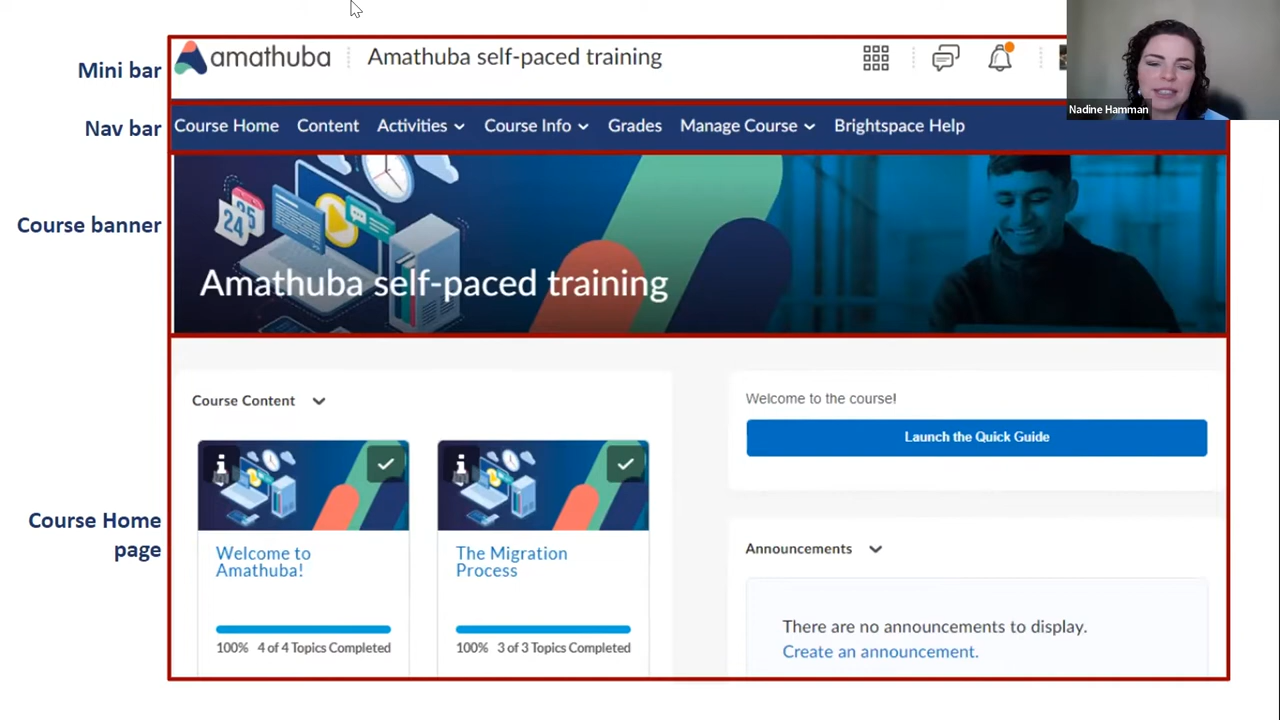 Mini bar
amathuba
Amathuba self-paced training
Nadine Hamman
Nav bar
Course Home
Content
Activities
Course Info
Grades
Manage Course
Brightspace Help
Course banner
24
25
Amathuba self-paced training
Course Content
Welcome to the course!
Launch the Quick Guide
Course Home
page
Welcome to
Amathuba!
100% 4 of 4 Topics Completed
The Migration
Process
100% 3 of 3 Topics Completed
Announcements
There are no announcements to display.
Create an announcement.